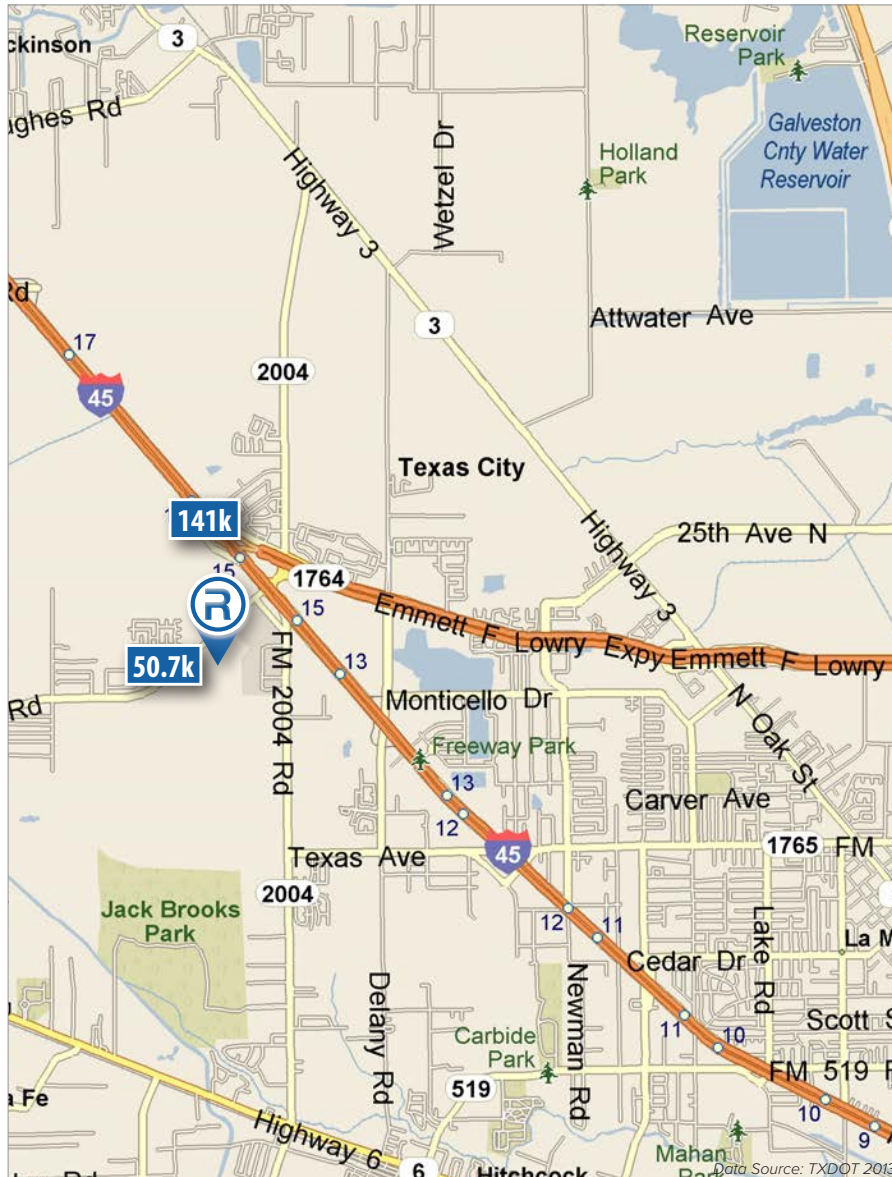 ckinson
3
Reservoir
Park
ughes Rd
Galveston
Cnty Water
Reservoir
Holland
Park
Wetzel Dr
Highway 3
Rd
3
Attwater Ave
17
2004
45
Texas City
141k
Highway 3
25th Ave N
15
1764
R
15
Emmett F Lowry Expy
Emmett F Lowry
50.7k
13
FM 2004 Rd
Rd
Monticello Dr
N Oak St
Freeway Park
13
Carver Ave
12
45
1765
FM
Texas Ave
2004
Jack Brooks
Park
12
11
Lake Rd
La M
Cedar Dr
Delany Rd
Newman Rd
11
10
Scott S
Carbide
Park
FM 519 F
519
a Fe
10
9
Highway 6
6
Hitchcock
Mahan
Park
Data Source: TXDOT 2013